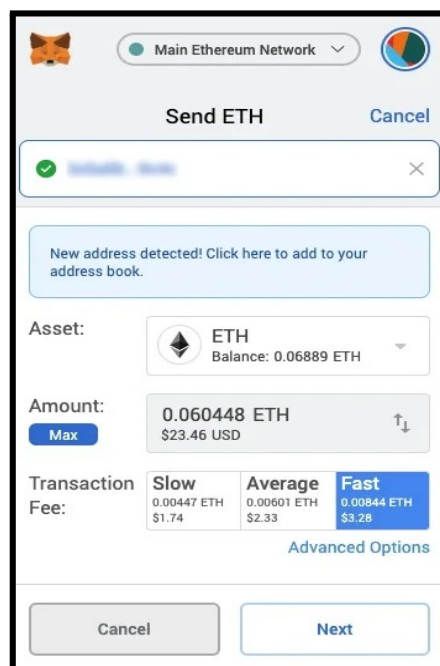 Main Ethereum Network
Send ETH
Cancel
New address detected! Click here to add to your
address book.
Asset:
ETH
Balance: 0.06889 ETH
Amount:
Max
0.060448 ETH
$23.46 USD
Transaction
Fee:
Slow
0.00447 ETH
$1.74
Average
0.00601 ETH
$2.33
Fast
0.00844 ETH
$3.28
Advanced Options
Cancel
Next